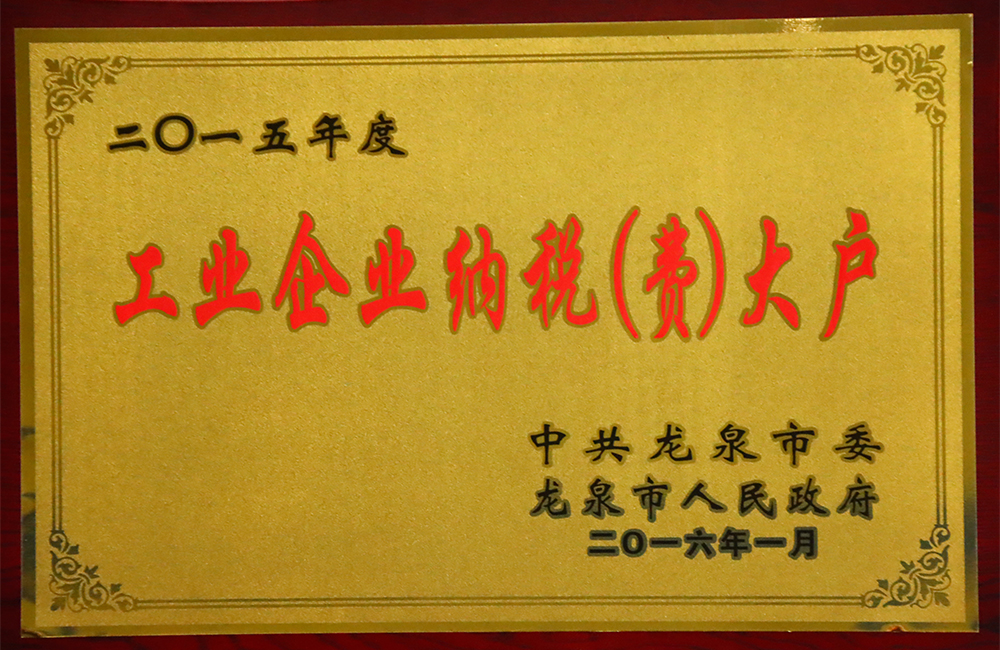 二〇一五年度
工业企业纳税(费)大户
中共龙泉市委
龙泉市人民政府
二〇一六年一月